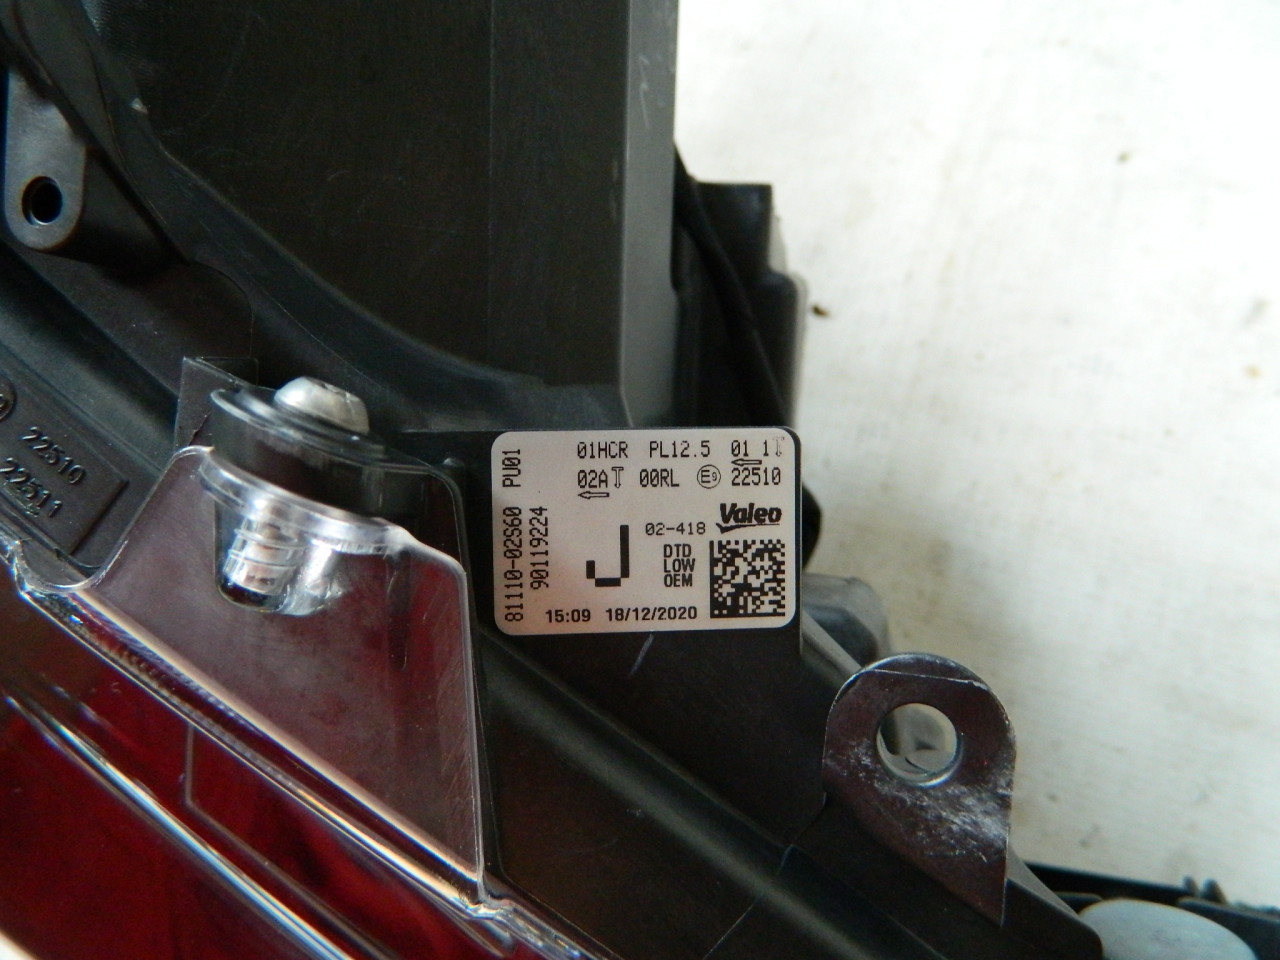 22510
22511
PU01
81110-02S60
90119224
01HCR PL12.5 01 1
02A 00RL E9 22510
02-418 Valeo
J
DTD
LOW
OEM
15:09 18/12/2020